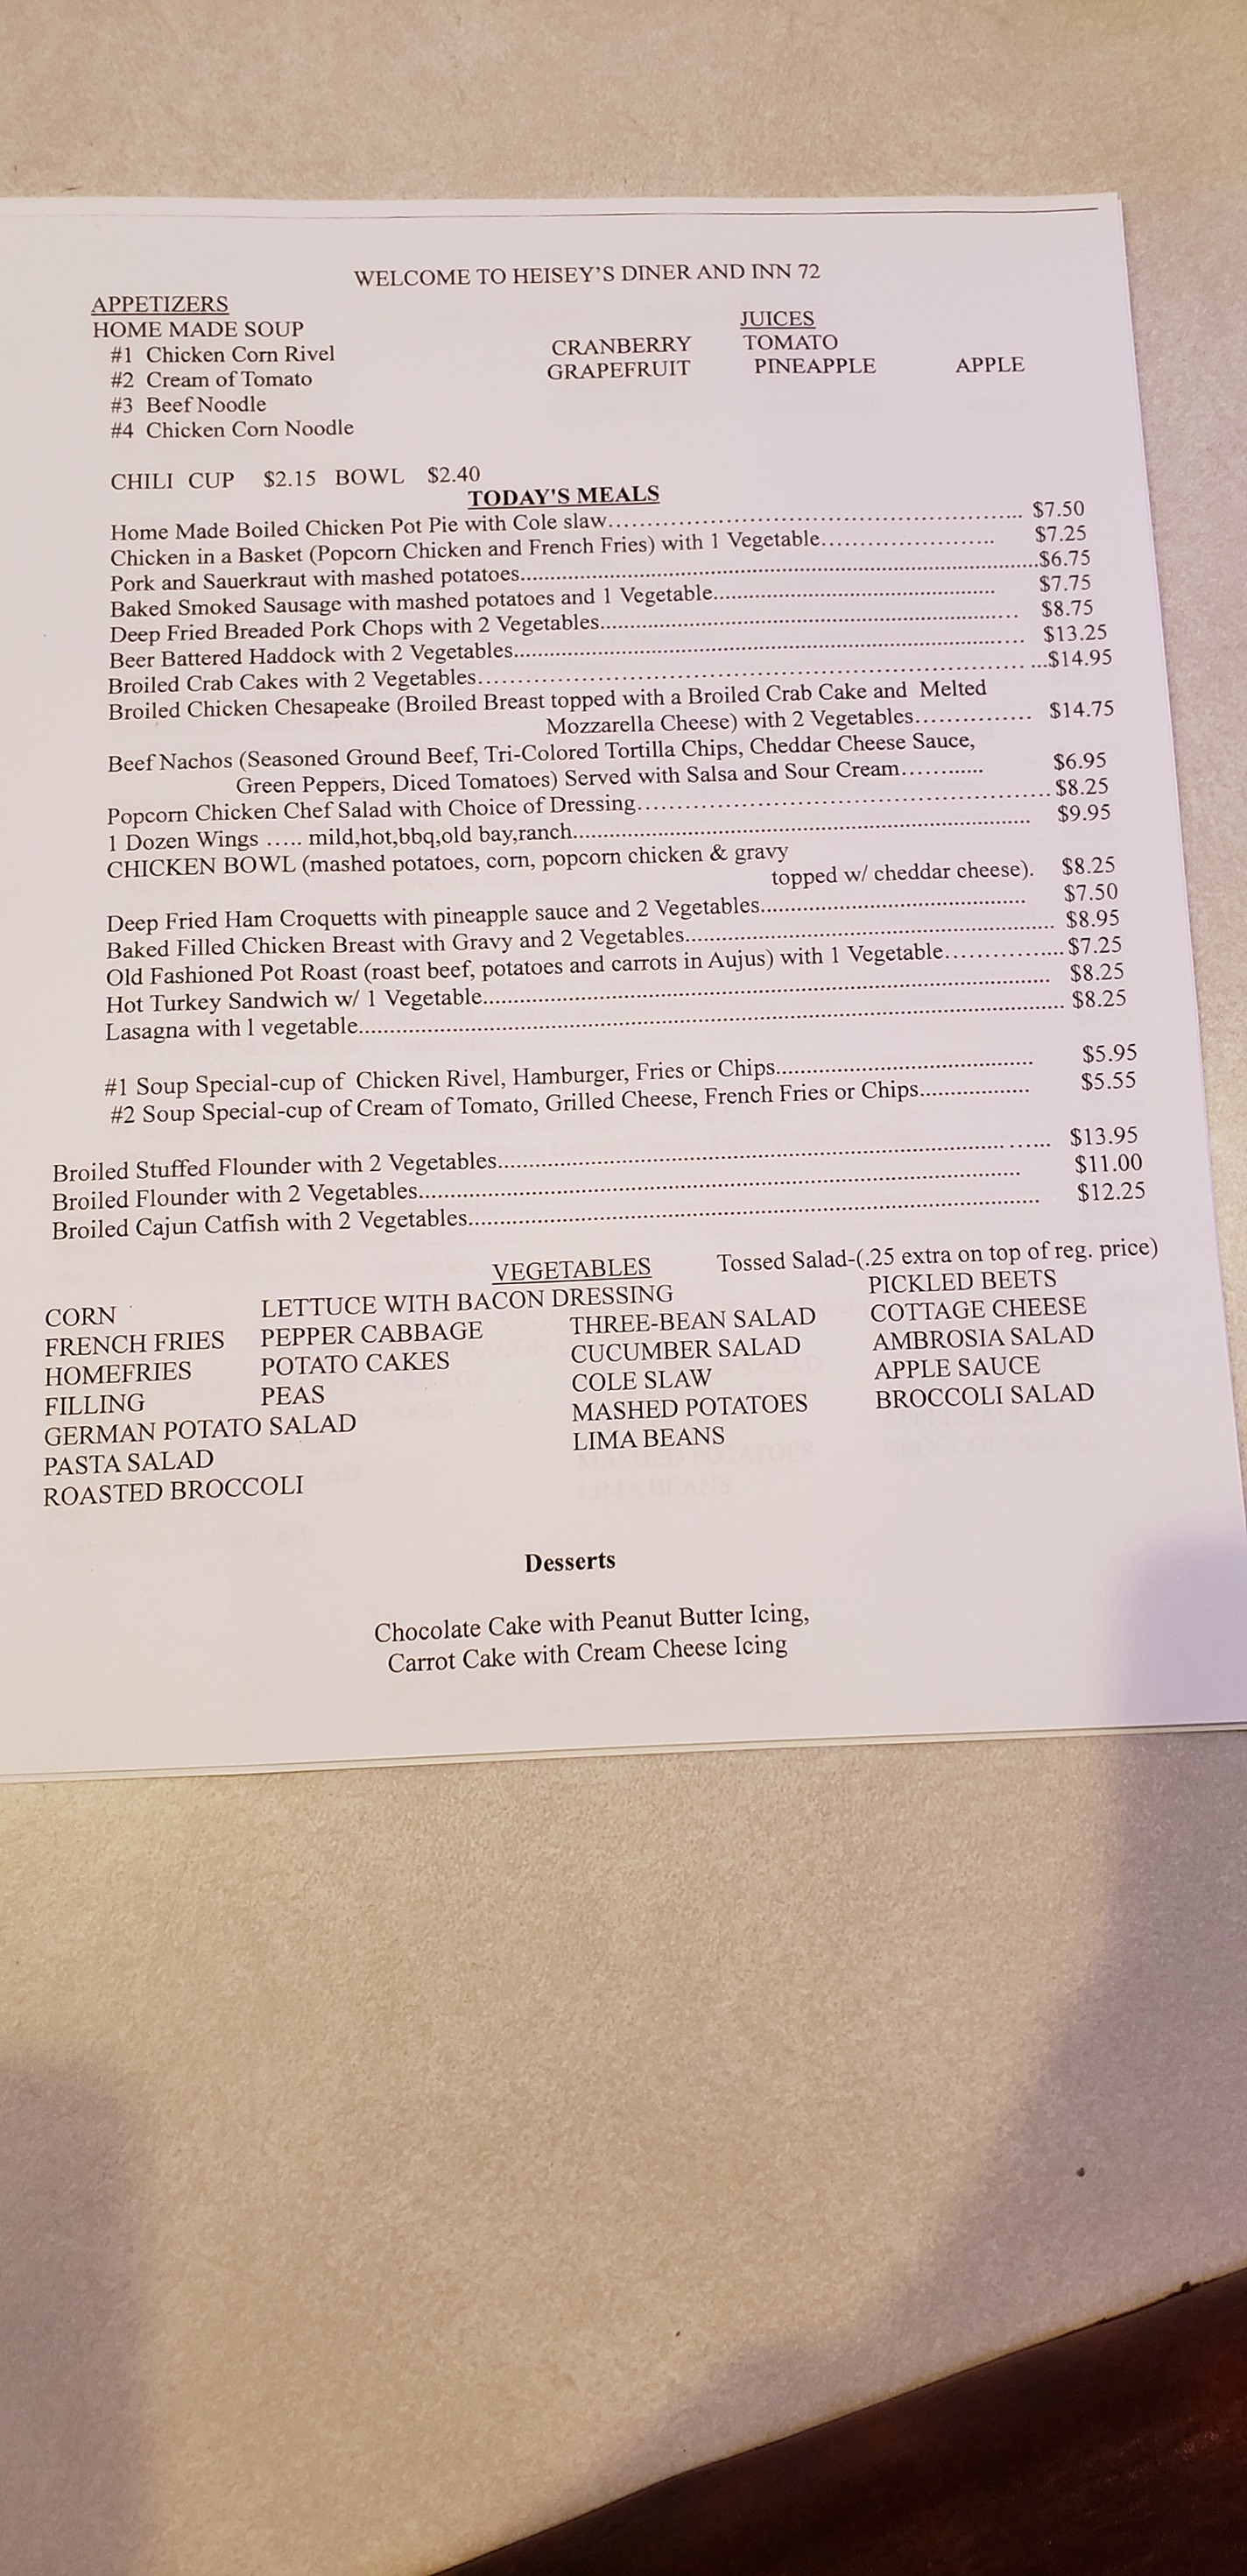 WELCOME TO HEISEY'S DINER AND INN 72
APPETIZERS
HOME MADE SOUP
#1 Chicken Corn Rivel
#2 Cream of Tomato
#3 Beef Noodle
#4 Chicken Corn Noodle
JUICES
CRANBERRY TOMATO
GRAPEFRUIT PINEAPPLE APPLE
CHILI CUP $2.15 BOWL $2.40
TODAY'S MEALS
Home Made Boiled Chicken Pot Pie with Cole slaw.......... $7.50
Chicken in a Basket (Popcorn Chicken and French Fries) with 1 Vegetable.......... $7.25
Pork and Sauerkraut with mashed potatoes..........$6.75
Baked Smoked Sausage with mashed potatoes and 1 Vegetable.......... $7.75
Deep Fried Breaded Pork Chops with 2 Vegetables.......... $8.75
Beer Battered Haddock with 2 Vegetables.......... $13.25
Broiled Crab Cakes with 2 Vegetables.......... ...$14.95
Broiled Chicken Chesapeake (Broiled Breast topped with a Broiled Crab Cake and Melted
Mozzarella Cheese) with 2 Vegetables.......... $14.75
Beef Nachos (Seasoned Ground Beef, Tri-Colored Tortilla Chips, Cheddar Cheese Sauce,
Green Peppers, Diced Tomatoes) Served with Salsa and Sour Cream.......... $6.95
Popcorn Chicken Chef Salad with Choice of Dressing..........$8.25
1 Dozen Wings ..... mild,hot,bbq,old bay,ranch.......... $9.95
CHICKEN BOWL (mashed potatoes, corn, popcorn chicken & gravy
topped w/ cheddar cheese). $8.25
Deep Fried Ham Croquetts with pineapple sauce and 2 Vegetables.......... $7.50
Baked Filled Chicken Breast with Gravy and 2 Vegetables.......... $8.95
Old Fashioned Pot Roast (roast beef, potatoes and carrots in Aujus) with 1 Vegetable..........$7.25
Hot Turkey Sandwich w/ 1 Vegetable.......... $8.25
Lasagna with 1 vegetable.......... $8.25
#1 Soup Special-cup of Chicken Rivel, Hamburger, Fries or Chips.......... $5.95
#2 Soup Special-cup of Cream of Tomato, Grilled Cheese, French Fries or Chips.......... $5.55
Broiled Stuffed Flounder with 2 Vegetables.......... $13.95
Broiled Flounder with 2 Vegetables.......... $11.00
Broiled Cajun Catfish with 2 Vegetables.......... $12.25
VEGETABLES Tossed Salad-(.25 extra on top of reg. price)
CORN LETTUCE WITH BACON DRESSING PICKLED BEETS
FRENCH FRIES PEPPER CABBAGE THREE-BEAN SALAD COTTAGE CHEESE
HOMEFRIES POTATO CAKES CUCUMBER SALAD AMBROSIA SALAD
FILLING PEAS COLE SLAW APPLE SAUCE
GERMAN POTATO SALAD MASHED POTATOES BROCCOLI SALAD
PASTA SALAD LIMA BEANS
ROASTED BROCCOLI
Desserts
Chocolate Cake with Peanut Butter Icing,
Carrot Cake with Cream Cheese Icing